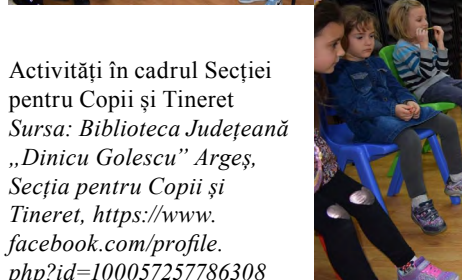 Activități în cadrul Secției
pentru Copii și Tineret
Sursa: Biblioteca Județeană
„Dinicu Golescu” Argeș,
Secția pentru Copii și
Tineret, https://www.
facebook.com/profile.
php?id=100057257786308